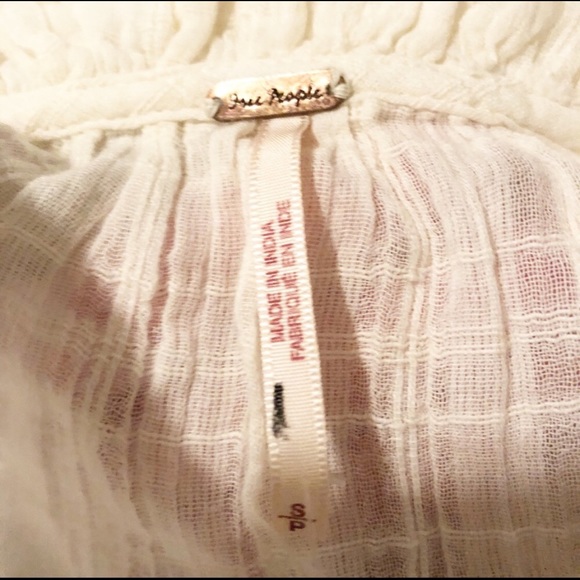 Free People
MADE IN INDIA
FABRIQUÉ EN INDE
S/P